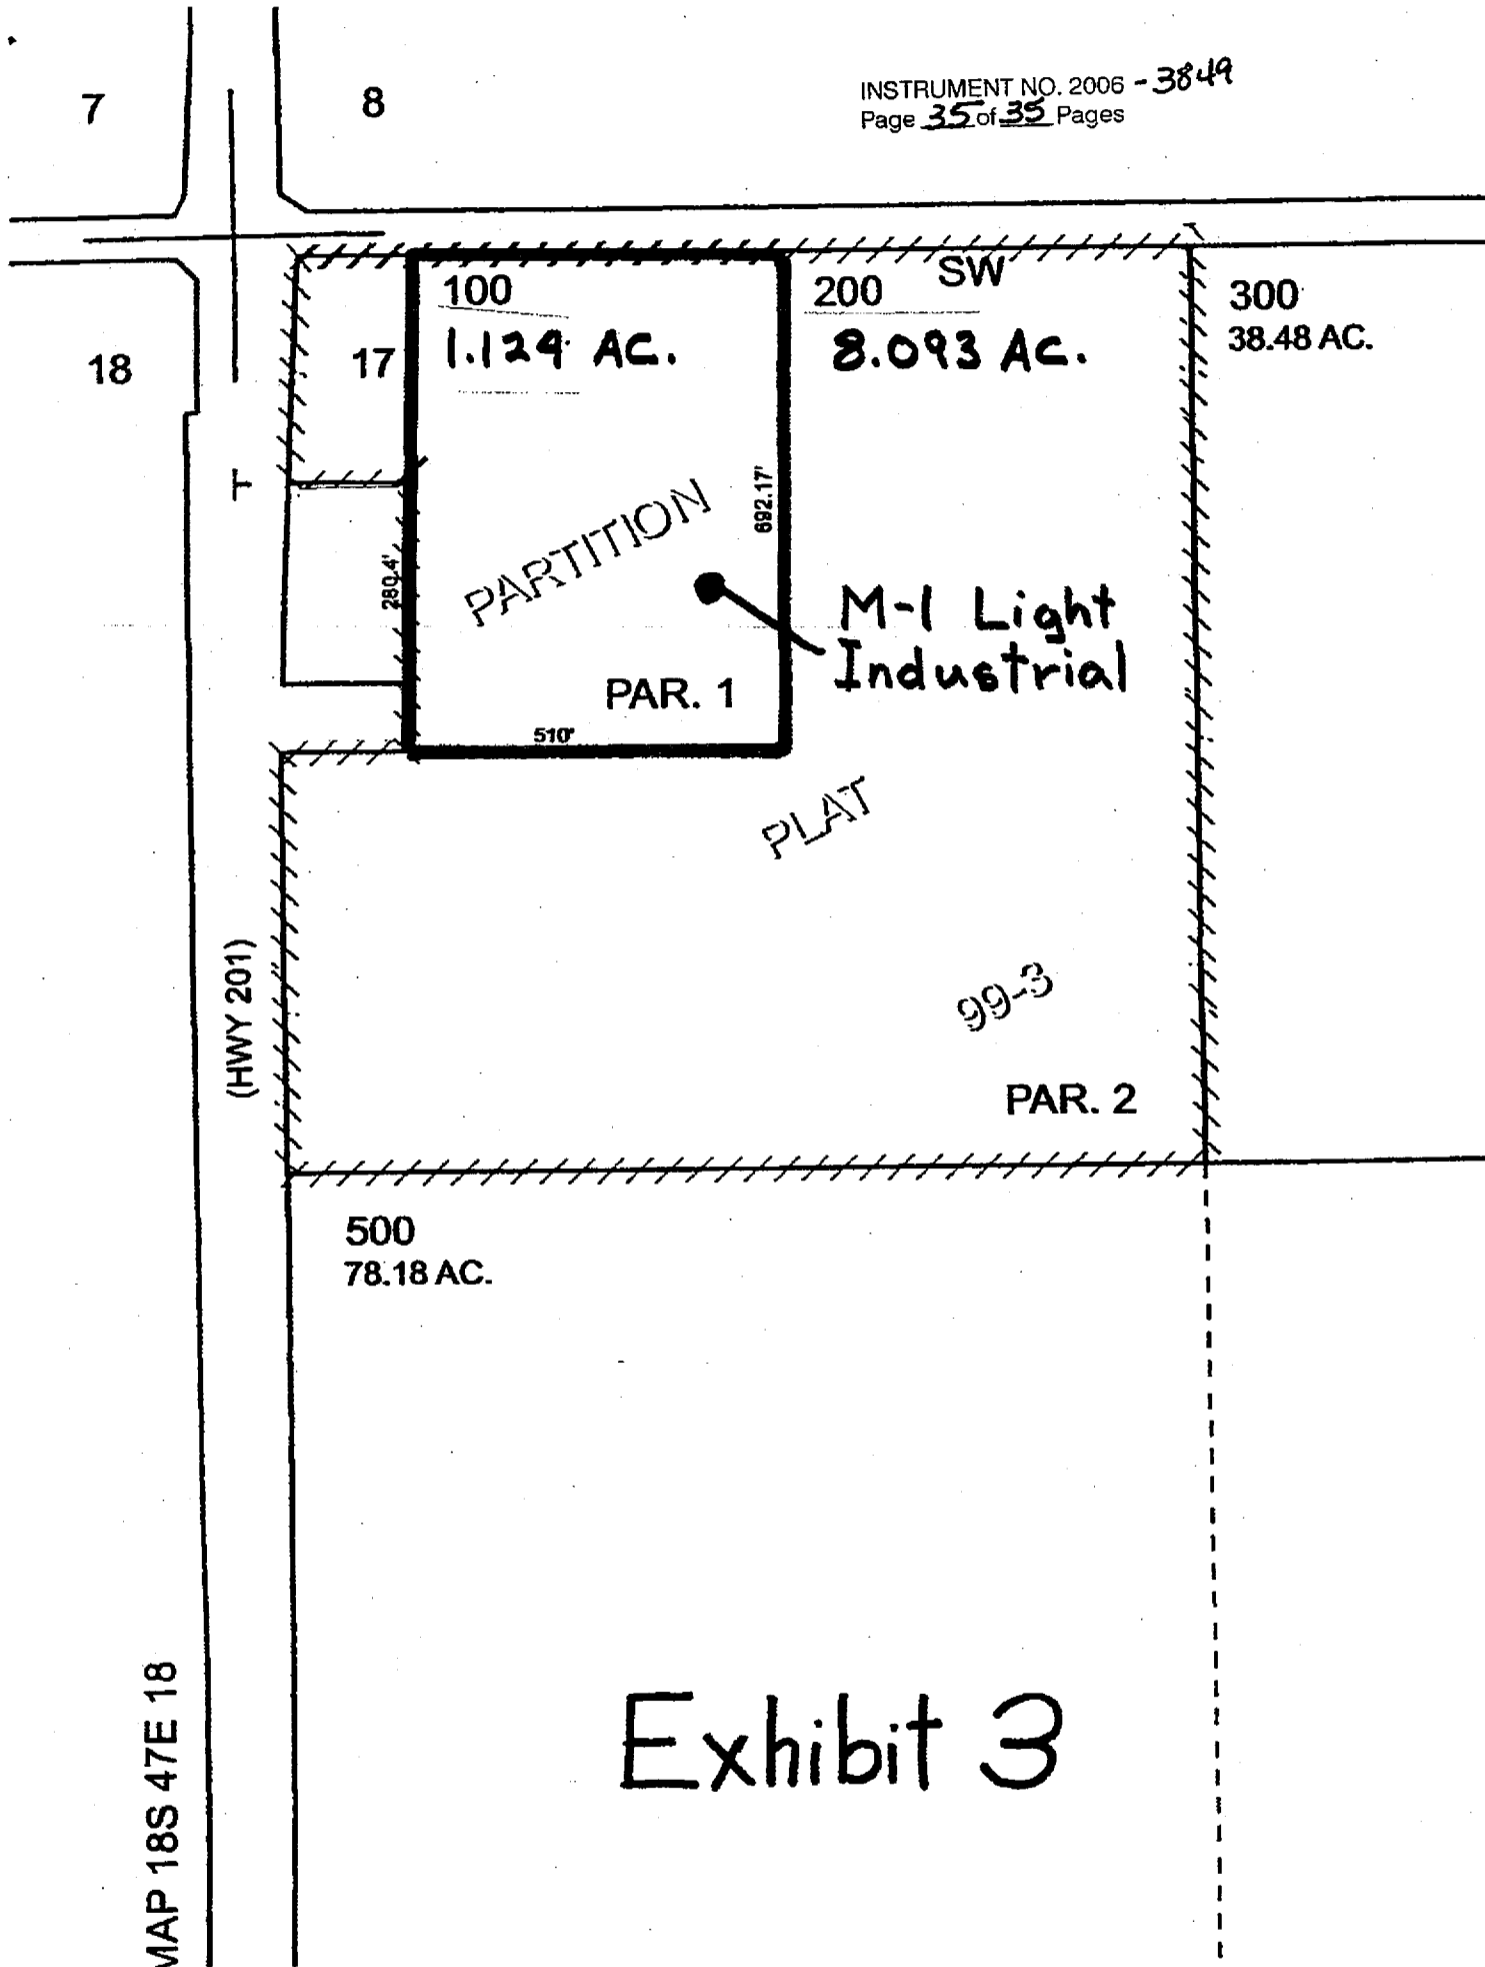 INSTRUMENT NO. 2006 - 3849
Page 35 of 35 Pages
7
8
18
17
100
1.124 AC.
200
SW
8.093 AC.
300
38.48 AC.
280.4'
692.17'
PARTITION
M-1 Light
Industrial
PAR. 1
510'
PLAT
(HWY 201)
99-3
PAR. 2
500
78.18 AC.
MAP 18S 47E 18
Exhibit 3